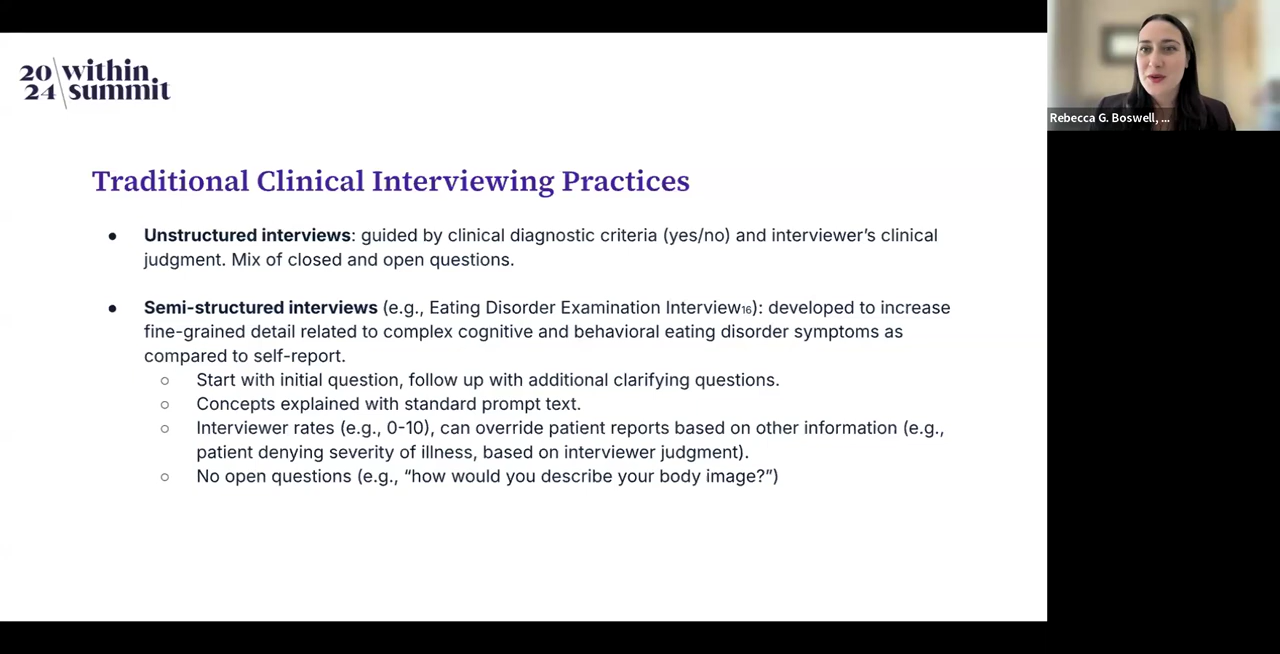 20 within
24 summit
Rebecca G. Boswell, ...
Traditional Clinical Interviewing Practices
● Unstructured interviews: guided by clinical diagnostic criteria (yes/no) and interviewer’s clinical
judgment. Mix of closed and open questions.
● Semi-structured interviews (e.g., Eating Disorder Examination Interview16): developed to increase
fine-grained detail related to complex cognitive and behavioral eating disorder symptoms as
compared to self-report.
○ Start with initial question, follow up with additional clarifying questions.
○ Concepts explained with standard prompt text.
○ Interviewer rates (e.g., 0-10), can override patient reports based on other information (e.g.,
patient denying severity of illness, based on interviewer judgment).
○ No open questions (e.g., “how would you describe your body image?”)